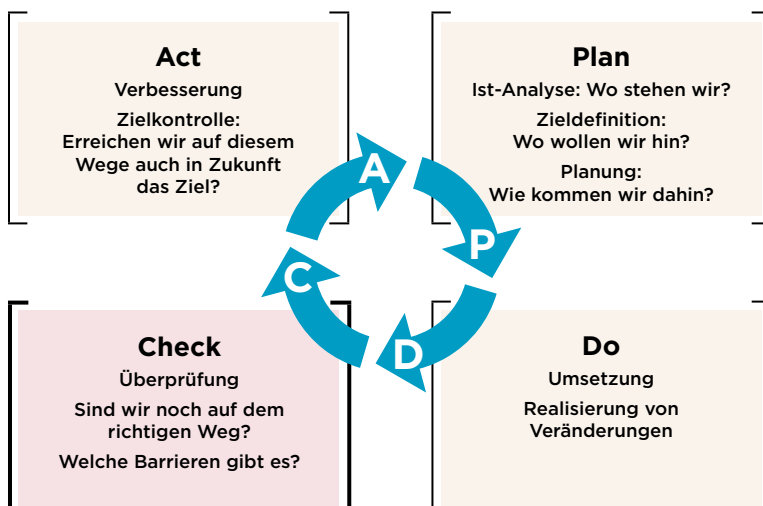 Act
Verbesserung
Zielkontrolle:
Erreichen wir auf diesem
Wege auch in Zukunft
das Ziel?
Plan
Ist-Analyse: Wo stehen wir?
Zieldefinition:
Wo wollen wir hin?
Planung:
Wie kommen wir dahin?
A
P
C
D
Check
Überprüfung
Sind wir noch auf dem
richtigen Weg?
Welche Barrieren gibt es?
Do
Umsetzung
Realisierung von
Veränderungen